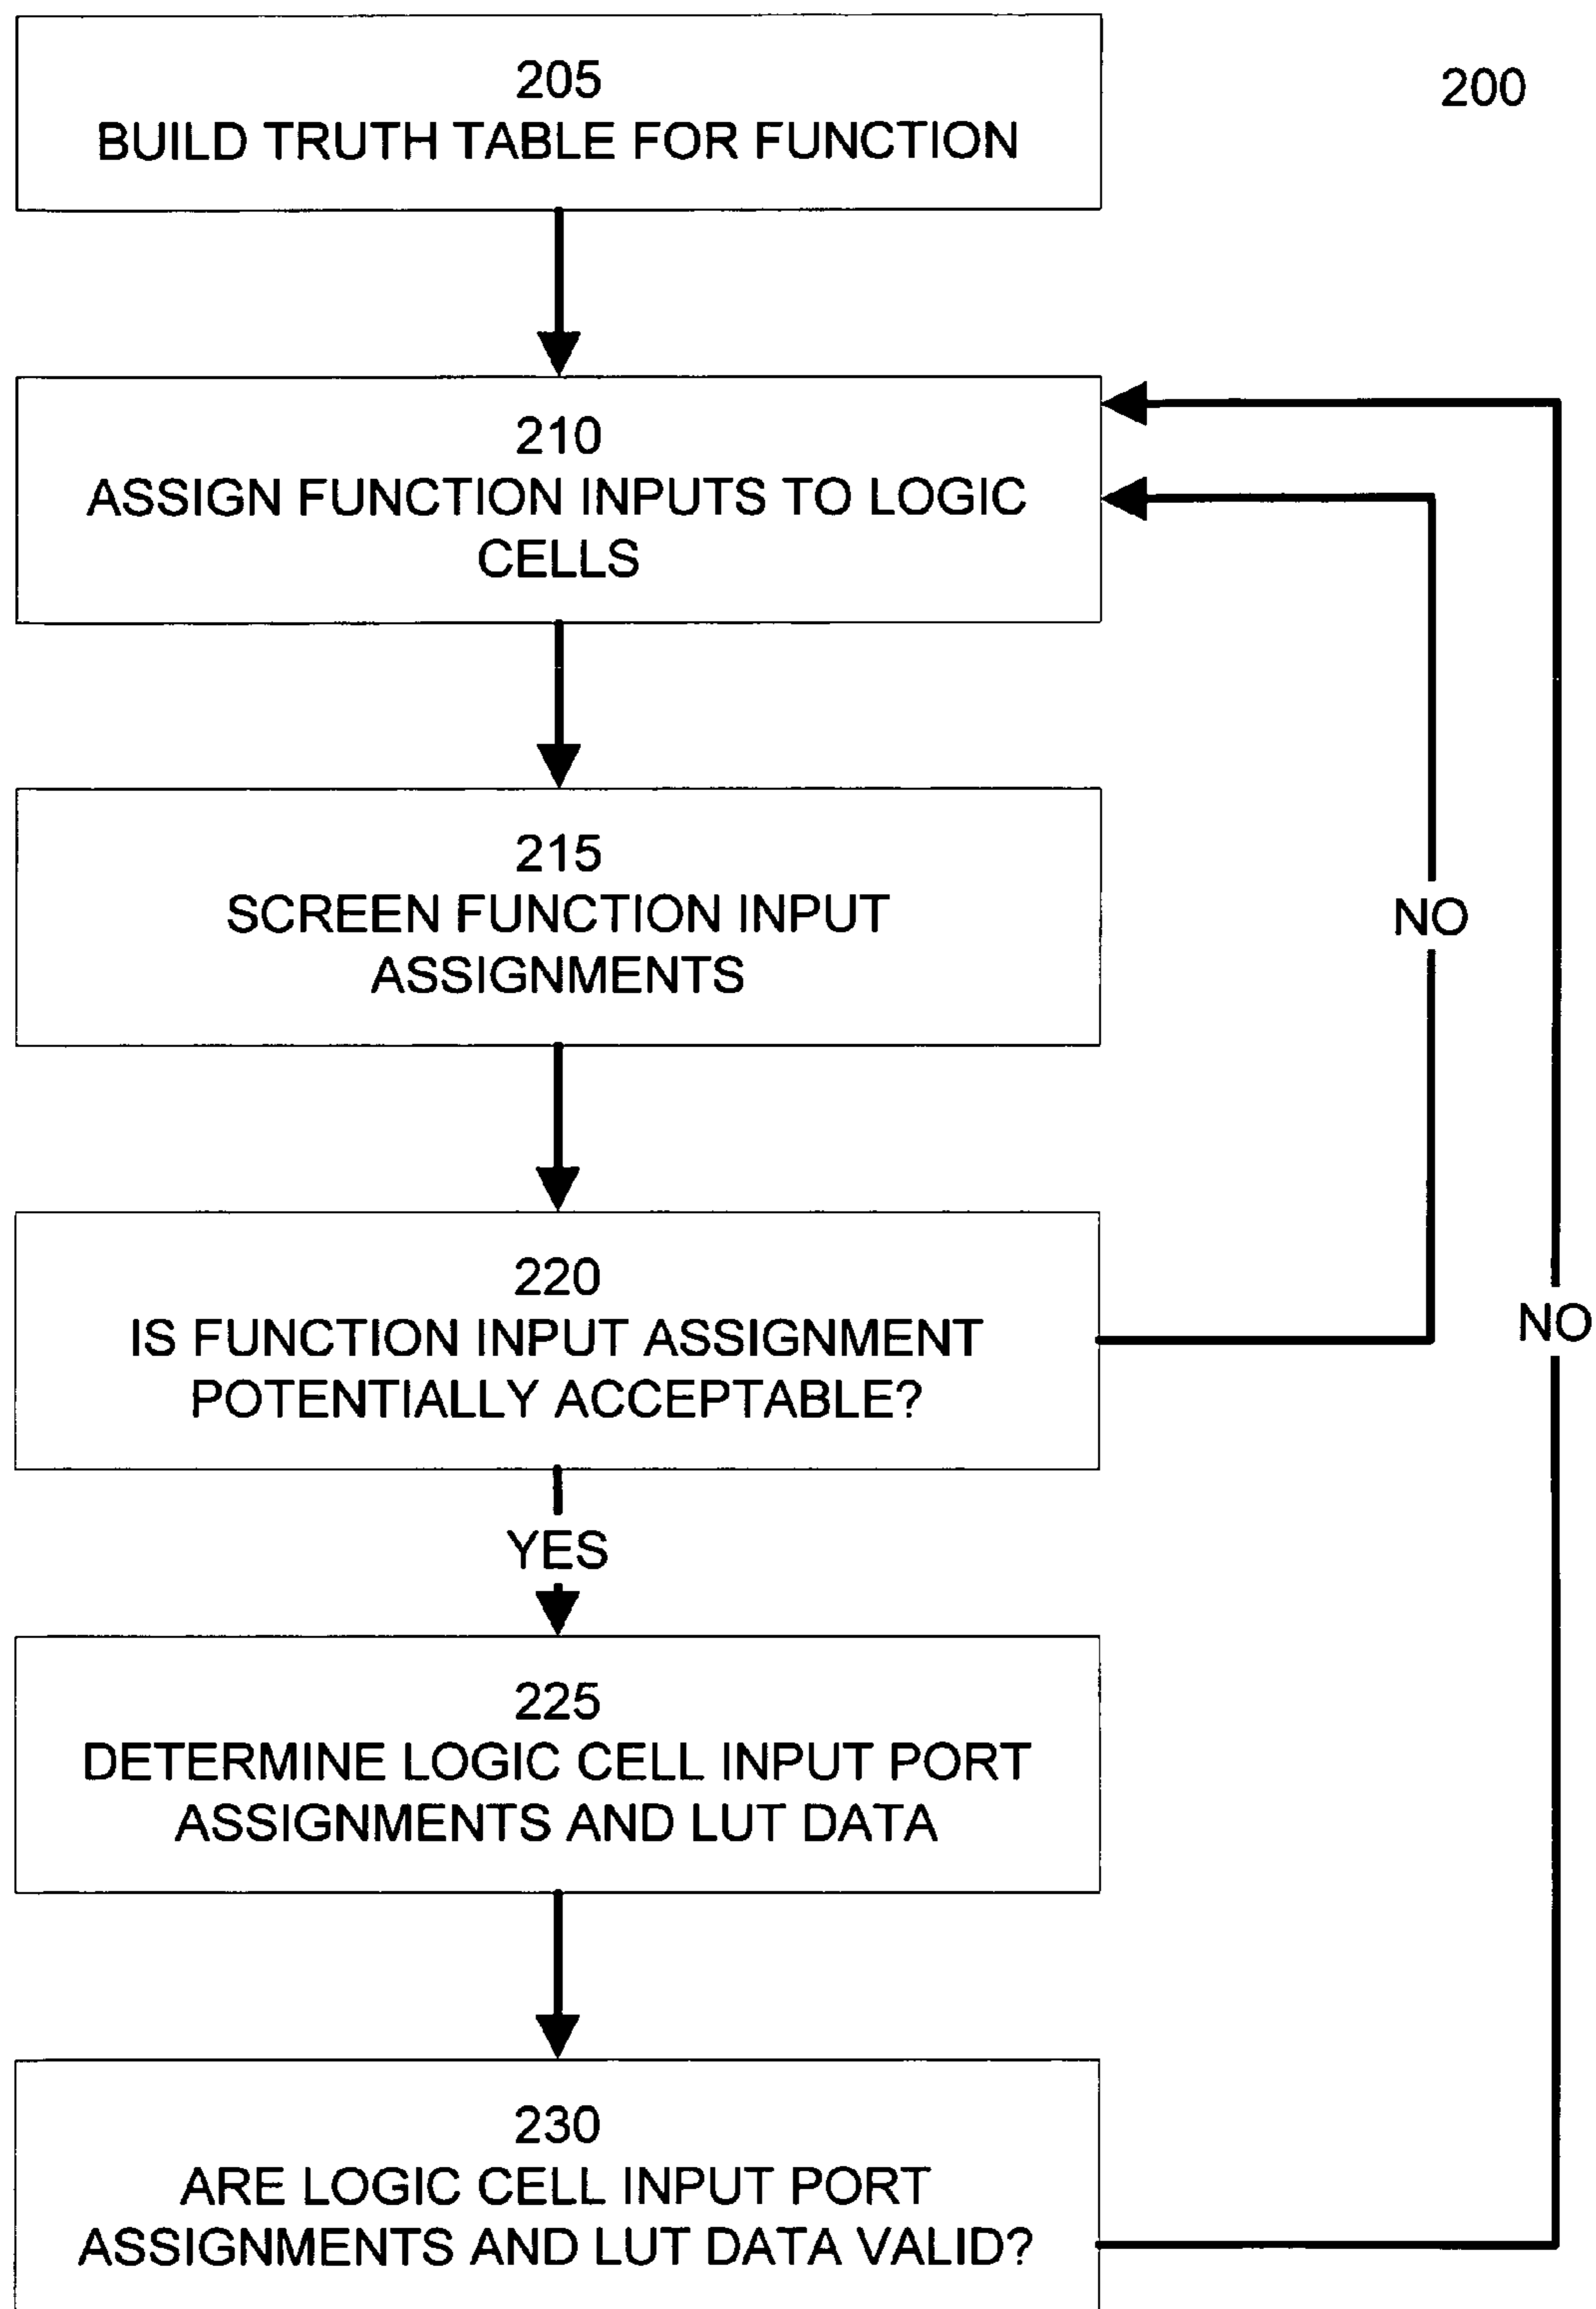 205
BUILD TRUTH TABLE FOR FUNCTION
200
210
ASSIGN FUNCTION INPUTS TO LOGIC
CELLS
215
SCREEN FUNCTION INPUT
ASSIGNMENTS
NO
220
IS FUNCTION INPUT ASSIGNMENT
POTENTIALLY ACCEPTABLE?
NO
YES
225
DETERMINE LOGIC CELL INPUT PORT
ASSIGNMENTS AND LUT DATA
230
ARE LOGIC CELL INPUT PORT
ASSIGNMENTS AND LUT DATA VALID?